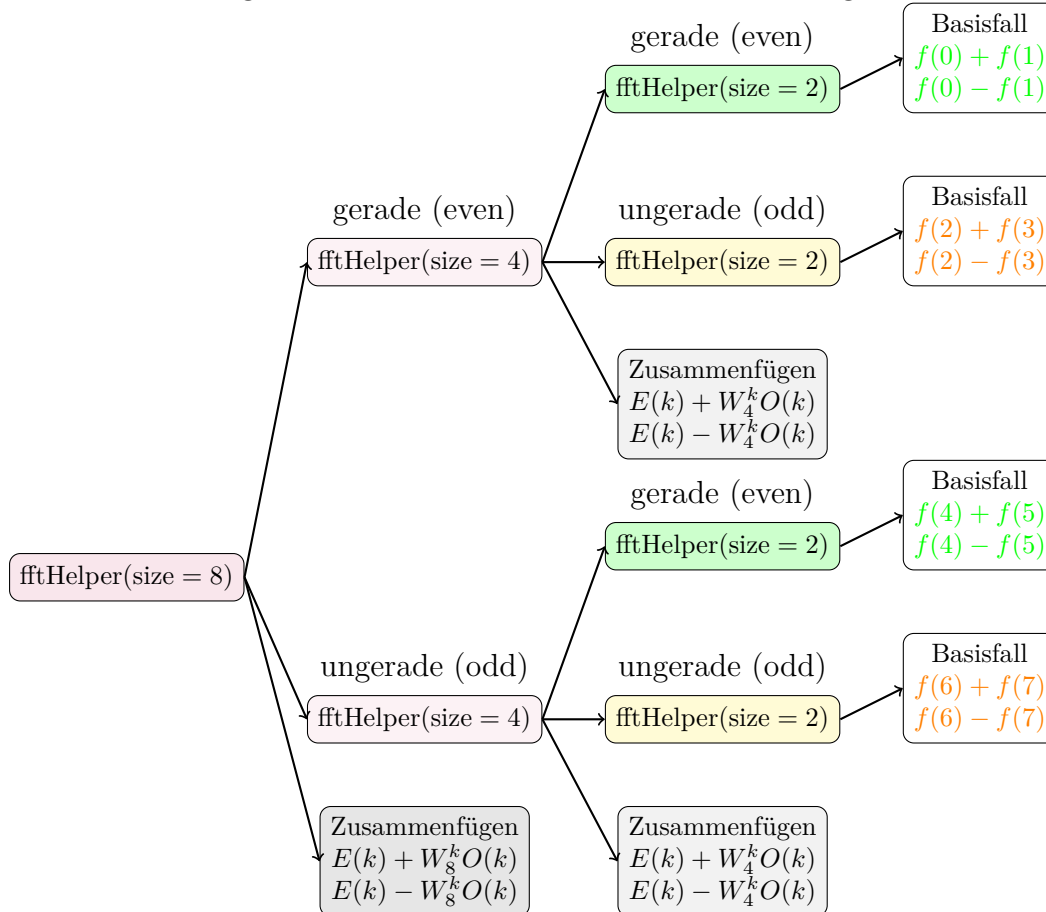 gerade (even)
fftHelper(size = 2)
Basisfall
f(0) + f(1)
f(0) − f(1)
gerade (even)
fftHelper(size = 4)
ungerade (odd)
fftHelper(size = 2)
Basisfall
f(2) + f(3)
f(2) − f(3)
Zusammenfügen
E(k) + W_4^k O(k)
E(k) − W_4^k O(k)
fftHelper(size = 8)
gerade (even)
fftHelper(size = 2)
Basisfall
f(4) + f(5)
f(4) − f(5)
ungerade (odd)
fftHelper(size = 4)
ungerade (odd)
fftHelper(size = 2)
Basisfall
f(6) + f(7)
f(6) − f(7)
Zusammenfügen
E(k) + W_8^k O(k)
E(k) − W_8^k O(k)
Zusammenfügen
E(k) + W_4^k O(k)
E(k) − W_4^k O(k)